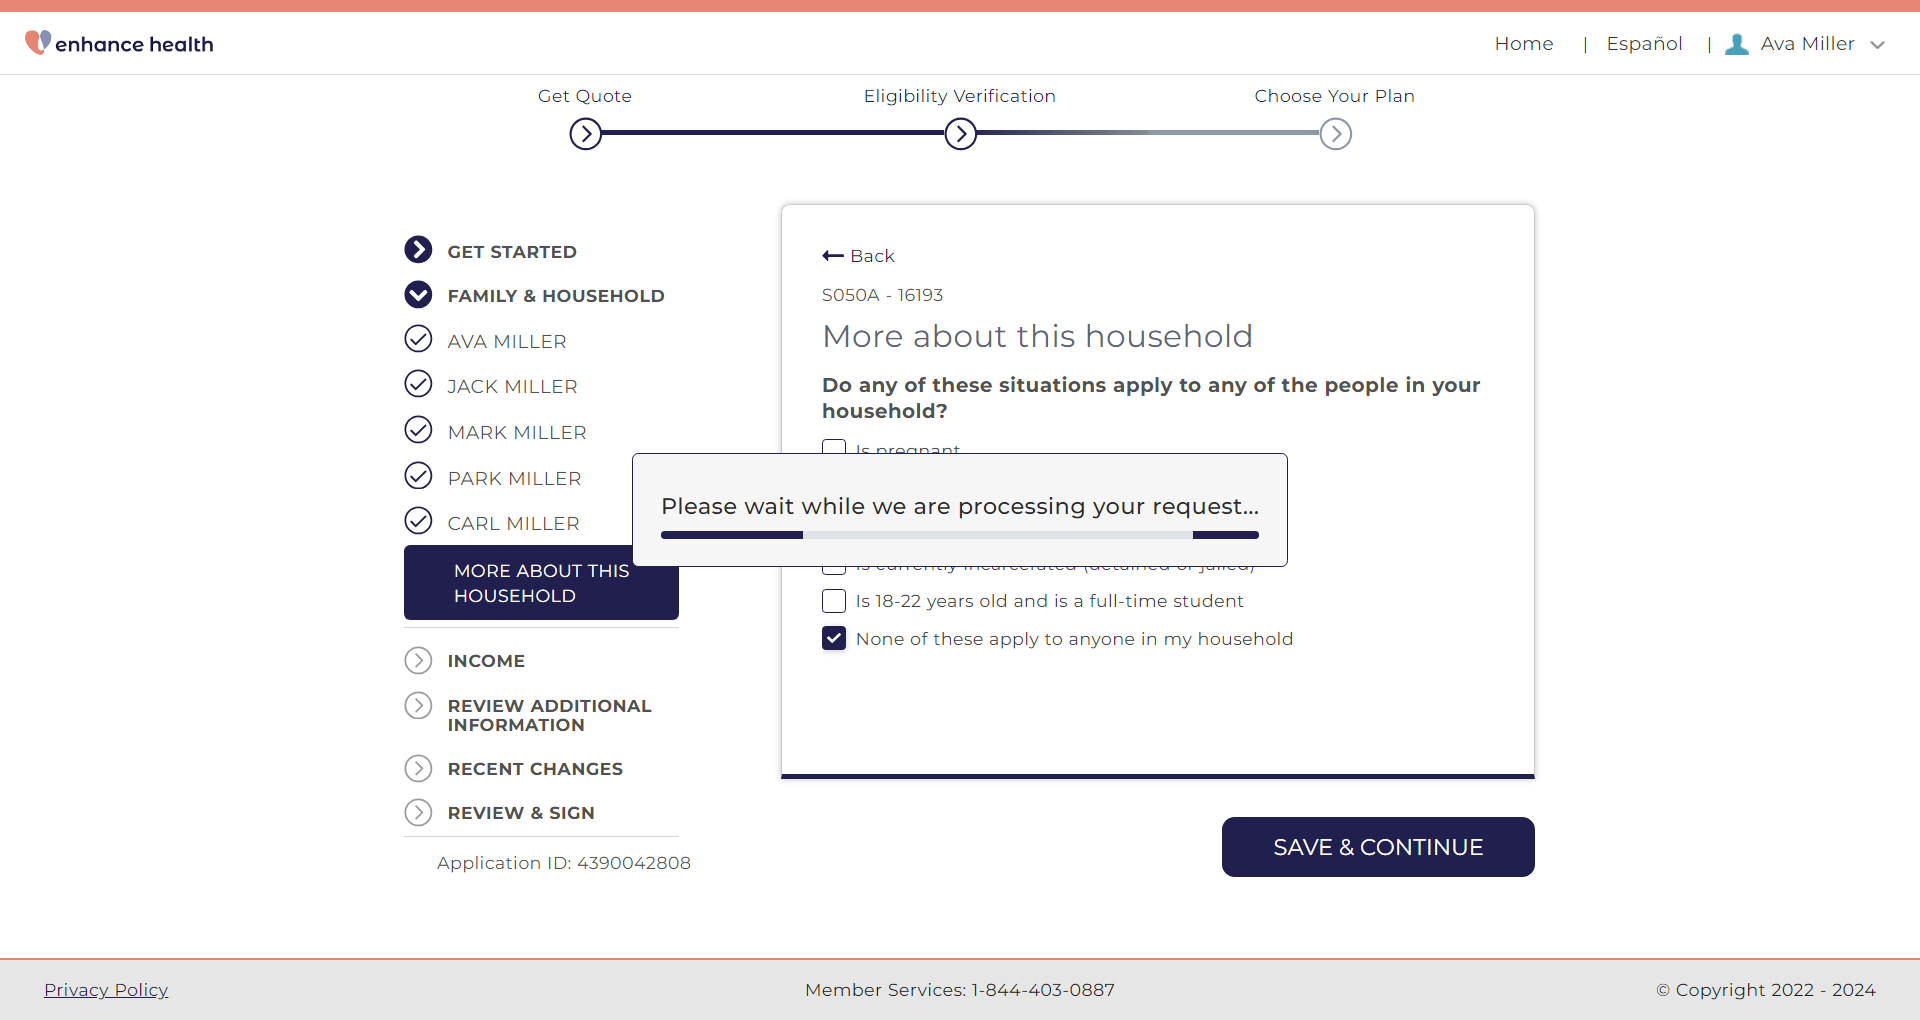 enhance health
Home | Español | Ava Miller
Get Quote
Eligibility Verification
Choose Your Plan
GET STARTED
FAMILY & HOUSEHOLD
AVA MILLER
JACK MILLER
MARK MILLER
PARK MILLER
CARL MILLER
MORE ABOUT THIS
HOUSEHOLD
INCOME
REVIEW ADDITIONAL
INFORMATION
RECENT CHANGES
REVIEW & SIGN
Application ID: 4390042808
Back
S050A - 16193
More about this household
Do any of these situations apply to any of the people in your
household?
Is pregnant
Please wait while we are processing your request...
Is currently incarcerated (detained or jailed)
Is 18-22 years old and is a full-time student
None of these apply to anyone in my household
SAVE & CONTINUE
Privacy Policy
Member Services: 1-844-403-0887
© Copyright 2022 - 2024